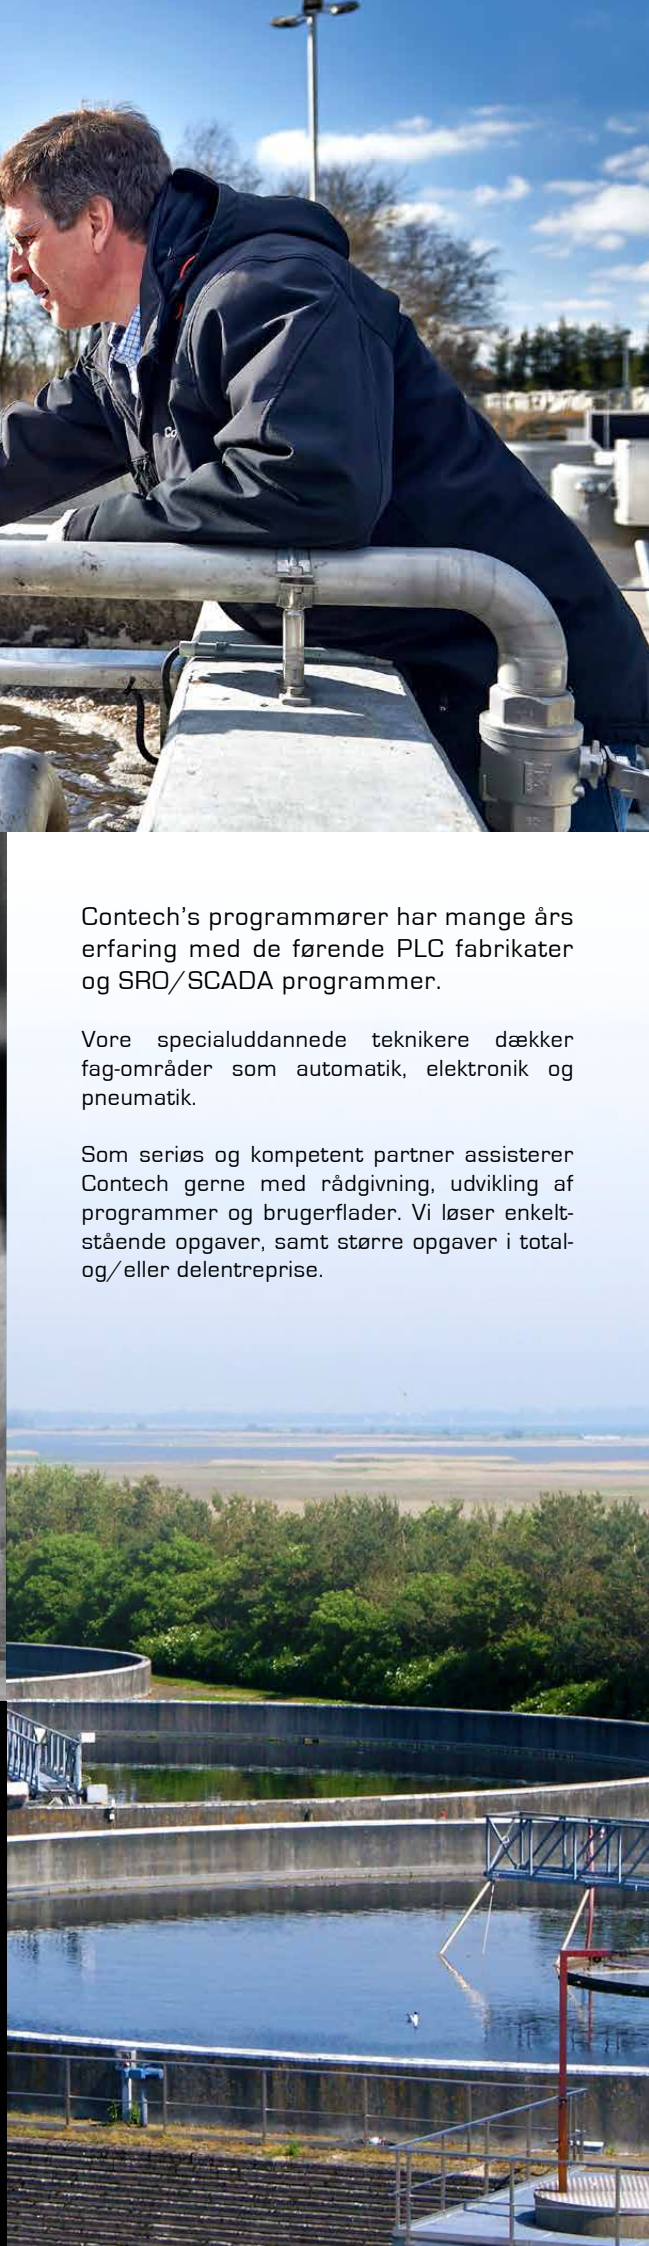 Co
Contech's programmører har mange års
erfaring med de førende PLC fabrikater
og SRO/SCADA programmer.
Vore specialuddannede teknikere dækker
fag-områder som automatik, elektronik og
pneumatik.
Som seriøs og kompetent partner assisterer
Contech gerne med rådgivning, udvikling af
programmer og brugerflader. Vi løser enkelt-
stående opgaver, samt større opgaver i total-
og/eller delentreprise.